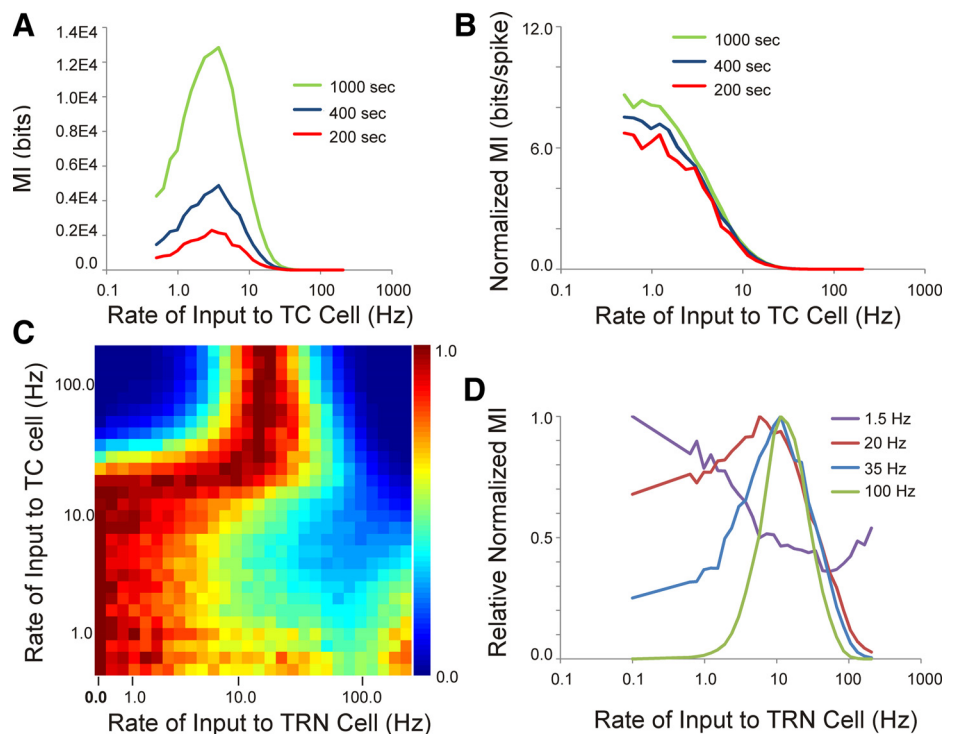 A
MI (bits)
1.4E4
1.2E4
1.0E4
0.8E4
0.6E4
0.4E4
0.2E4
0.0
0.1
1.0
10
100
1000
Rate of Input to TC Cell (Hz)
1000 sec
400 sec
200 sec
B
Normalized MI (bits/spike)
12.0
6.0
0.0
0.1
1.0
10
100
1000
Rate of Input to TC Cell (Hz)
1000 sec
400 sec
200 sec
C
Rate of Input to TC cell (Hz)
100.0
10.0
1.0
0.0
1.0
10.0
100.0
Rate of Input to TRN Cell (Hz)
1.0
0.0
D
Relative Normalized MI
1.0
0.5
0.0
0.1
0.1
1.0
10
100
1000
Rate of Input to TRN Cell (Hz)
1.5 Hz
20 Hz
35 Hz
100 Hz